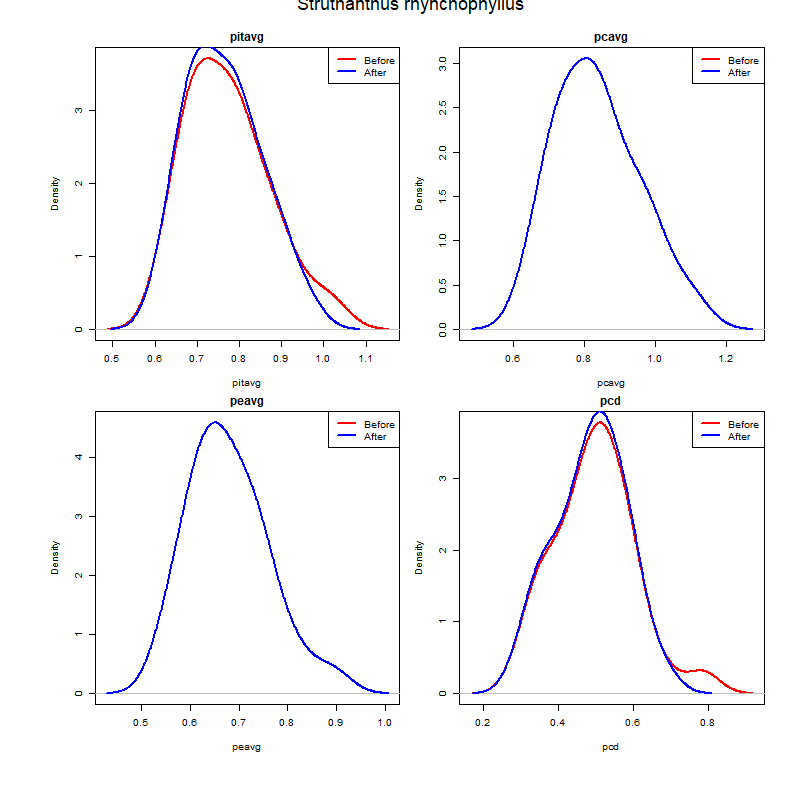 Struthanthus rhynchophyllus
pitavg
Before
After
Density
0
1
2
3
0.5 0.6 0.7 0.8 0.9 1.0 1.1
pitavg
pcavg
Before
After
Density
0.0
0.5
1.0
1.5
2.0
2.5
3.0
0.6 0.8 1.0 1.2
pcavg
peavg
Before
After
Density
0
1
2
3
4
0.5 0.6 0.7 0.8 0.9 1.0
peavg
pcd
Before
After
Density
0
1
2
3
0.2 0.4 0.6 0.8
pcd